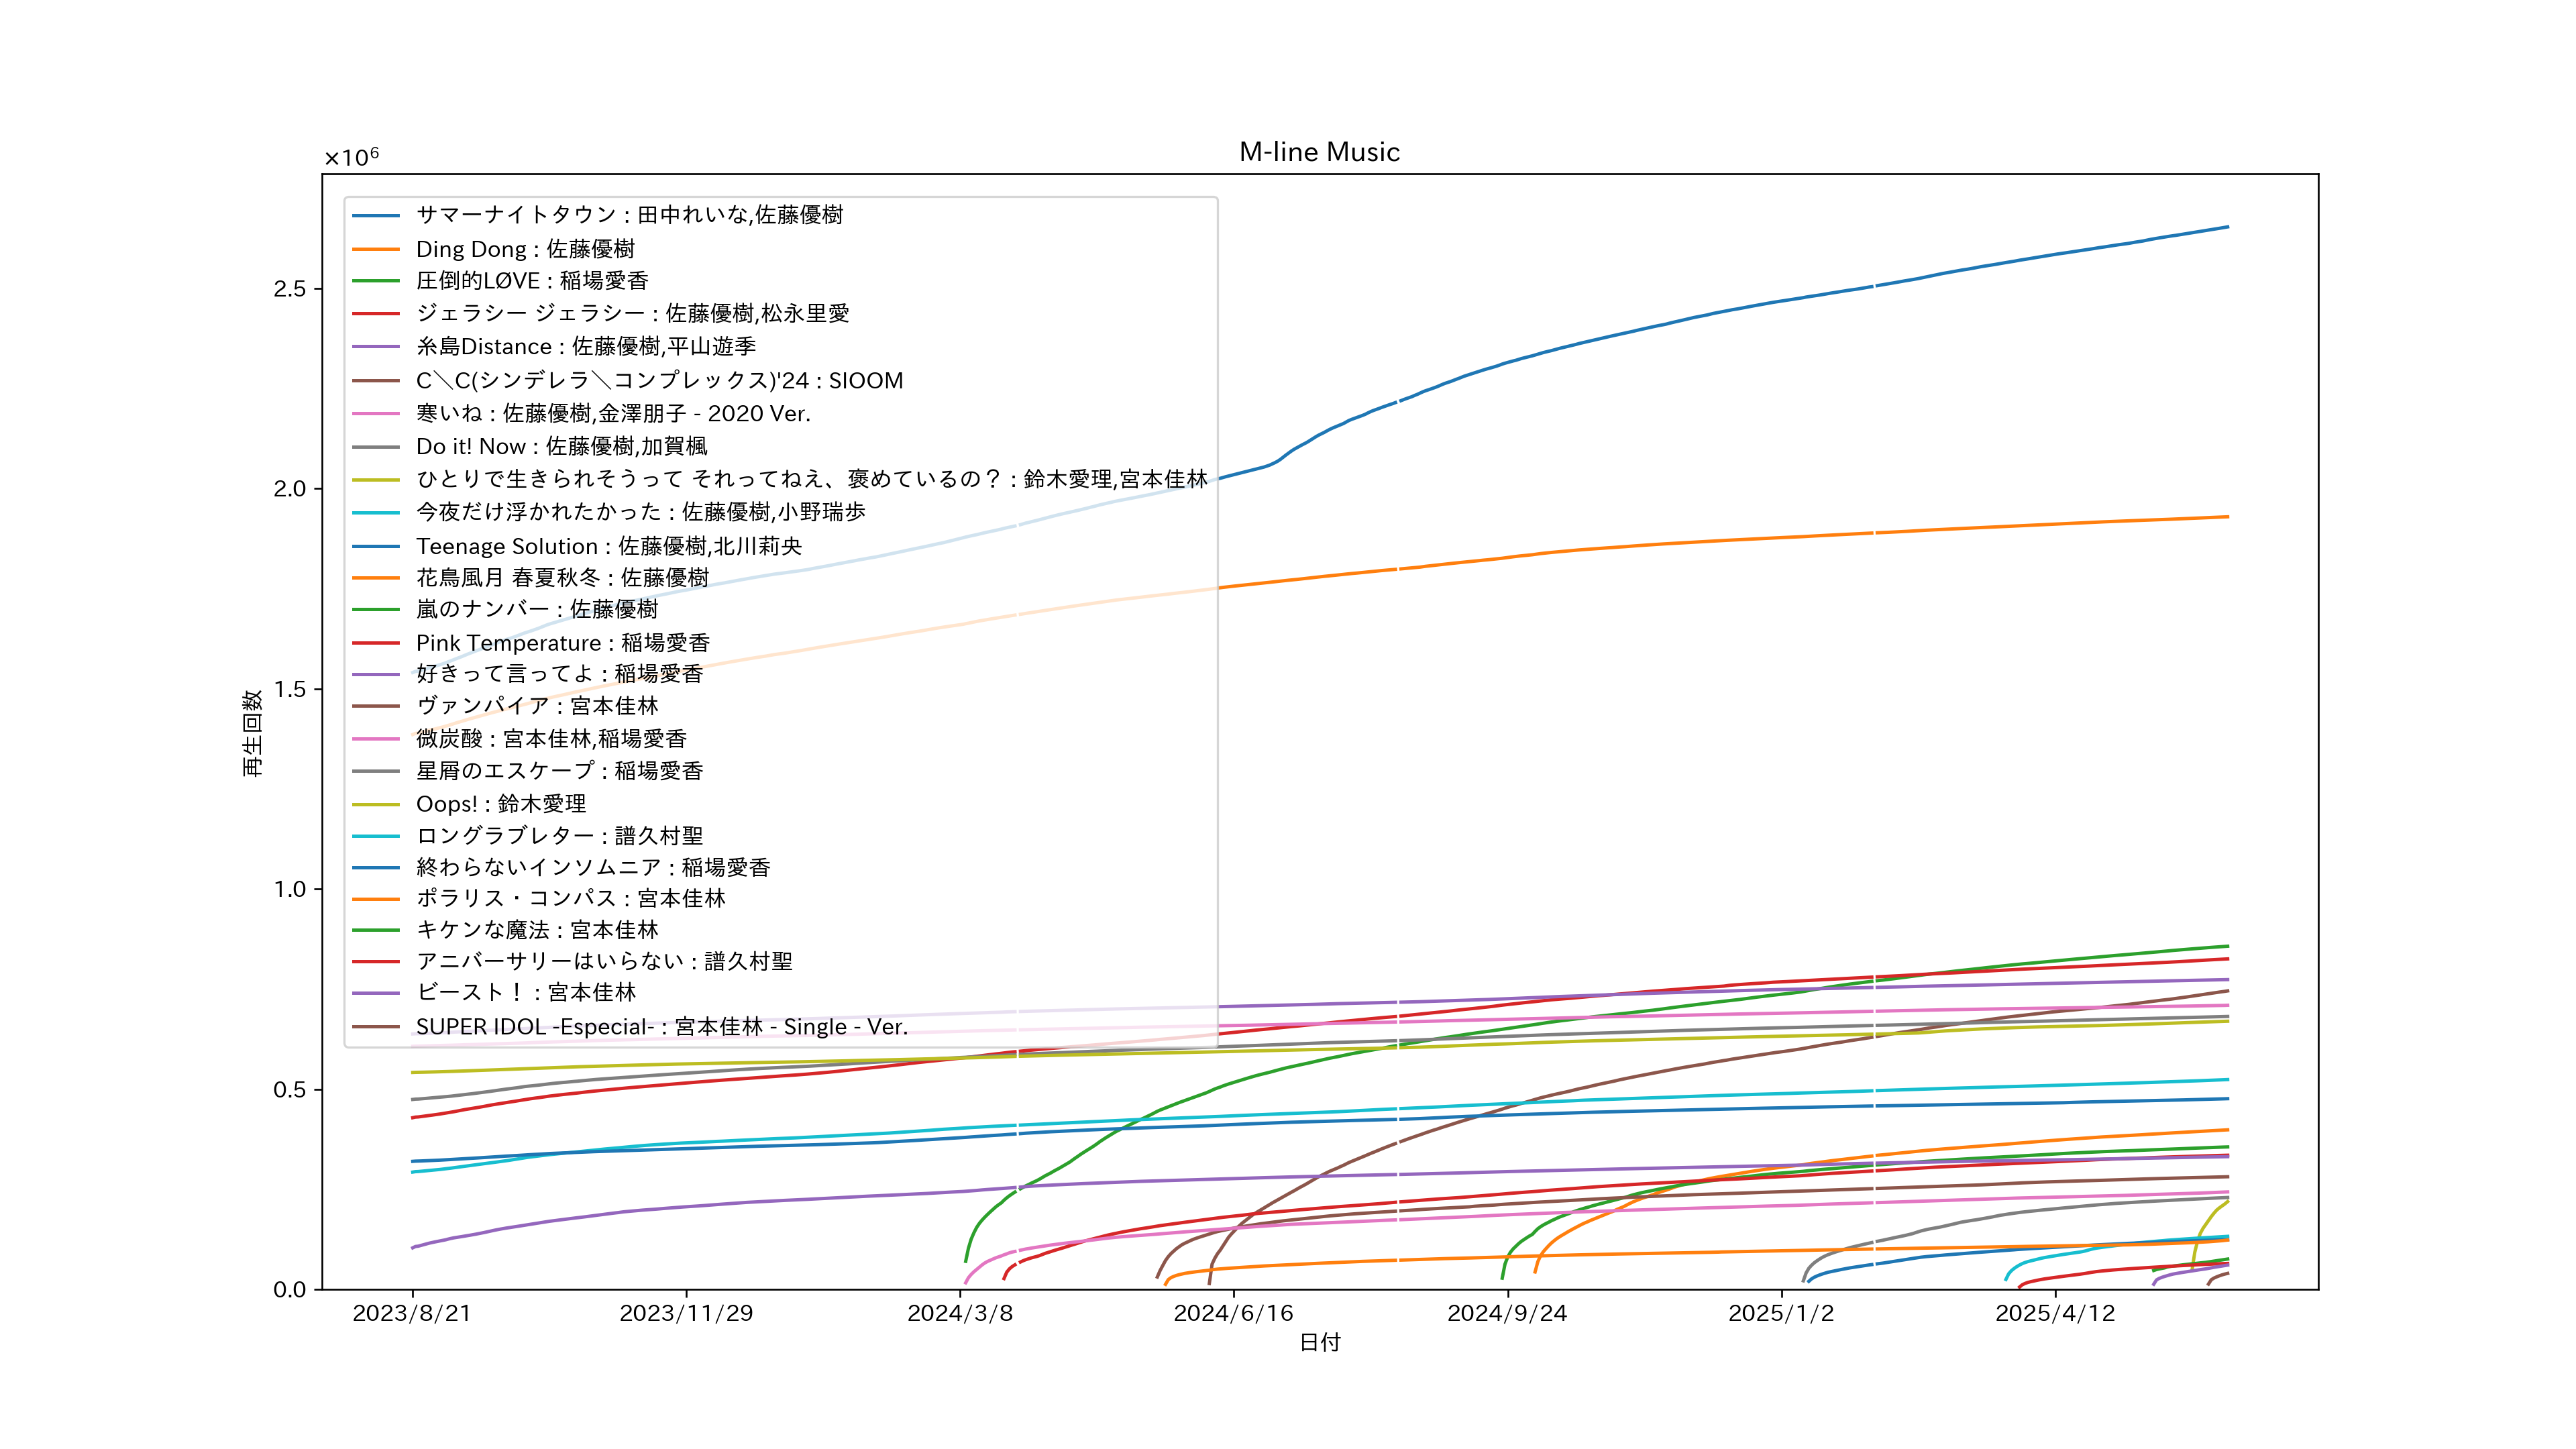 M-line Music
×10⁶
サマーナイトタウン : 田中れいな,佐藤優樹
Ding Dong : 佐藤優樹
圧倒的LØVE : 稲場愛香
ジェラシー ジェラシー : 佐藤優樹,松永里愛
糸島Distance : 佐藤優樹,平山遊季
C＼C(シンデレラ＼コンプレックス)'24 : SIOOM
寒いね : 佐藤優樹,金澤朋子 - 2020 Ver.
Do it! Now : 佐藤優樹,加賀楓
ひとりで生きられそうって それってねえ、褒めているの？ : 鈴木愛理,宮本佳林
今夜だけ浮かれたかった : 佐藤優樹,小野瑞歩
Teenage Solution : 佐藤優樹,北川莉央
花鳥風月 春夏秋冬 : 佐藤優樹
嵐のナンバー : 佐藤優樹
Pink Temperature : 稲場愛香
好きって言ってよ : 稲場愛香
ヴァンパイア : 宮本佳林
微炭酸 : 宮本佳林,稲場愛香
星屑のエスケープ : 稲場愛香
Oops! : 鈴木愛理
ロングラブレター : 譜久村聖
終わらないインソムニア : 稲場愛香
ポラリス・コンパス : 宮本佳林
キケンな魔法 : 宮本佳林
アニバーサリーはいらない : 譜久村聖
ビースト！ : 宮本佳林
SUPER IDOL -Especial- : 宮本佳林 - Single - Ver.
2.5
2.0
1.5
1.0
0.5
0.0
再生回数
2023/8/21 2023/11/29 2024/3/8 2024/6/16 2024/9/24 2025/1/2 2025/4/12
日付